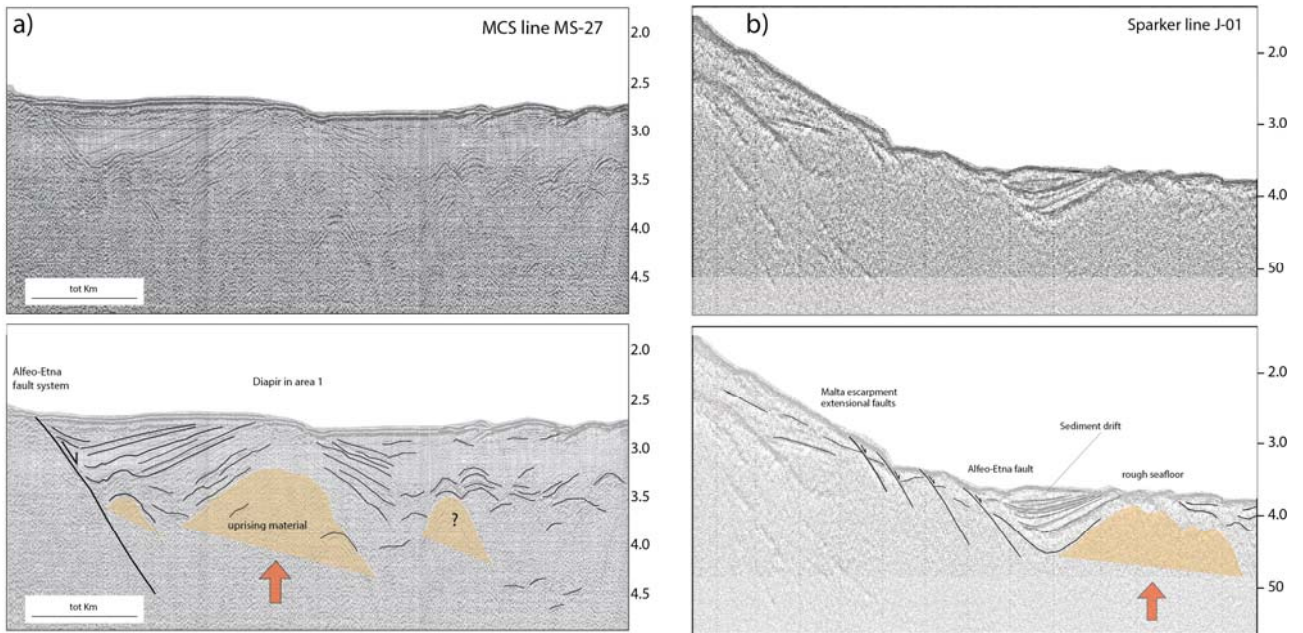 a)
MCS line MS-27
2.0
2.5
3.0
3.5
4.0
4.5
tot Km
Alfeo-Etna
fault system
Diapir in area 1
2.0
2.5
3.0
3.5
4.0
4.5
uprising material
?
tot Km
b)
Sparker line J-01
2.0
3.0
4.0
50
Malta escarpment
extensional faults
Sediment drift
Alfeo-Etna fault
rough seafloor
2.0
3.0
4.0
50